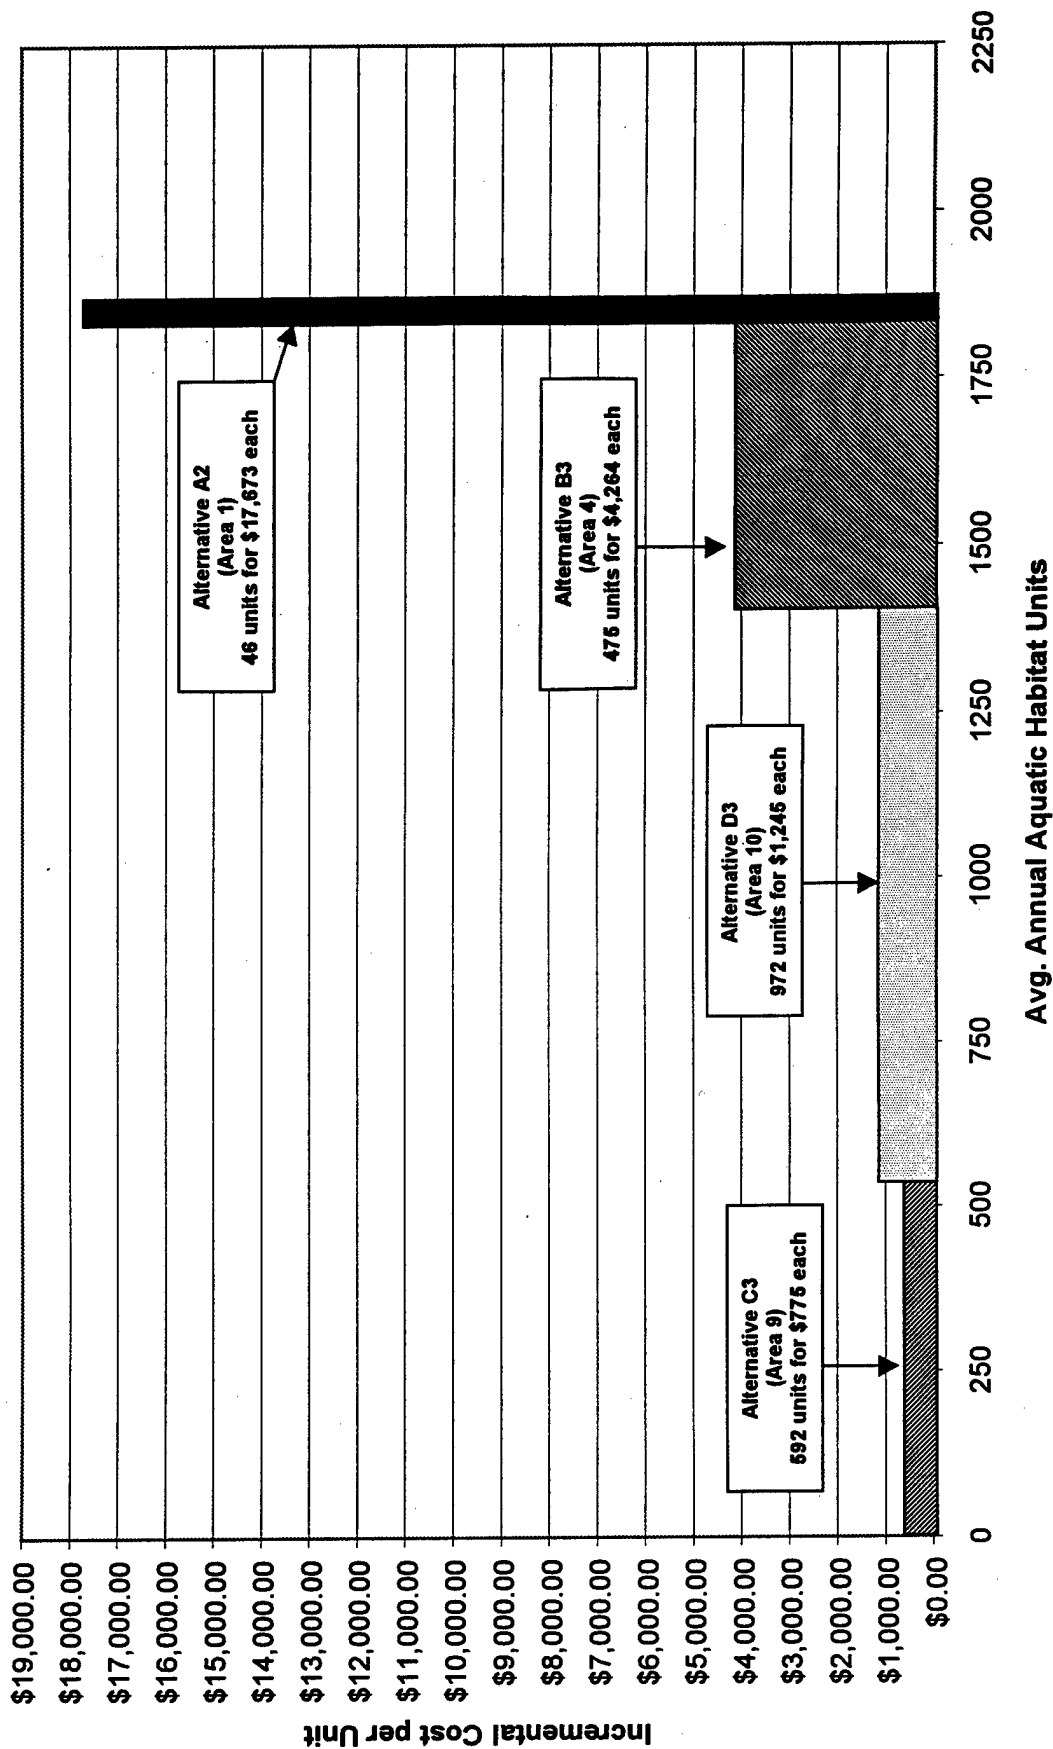 Incremental Cost per Unit
$19,000.00
$18,000.00
$17,000.00
$16,000.00
$15,000.00
$14,000.00
$13,000.00
$12,000.00
$11,000.00
$10,000.00
$9,000.00
$8,000.00
$7,000.00
$6,000.00
$5,000.00
$4,000.00
$3,000.00
$2,000.00
$1,000.00
$0.00
Alternative C3
(Area 9)
592 units for $775 each
Alternative D3
(Area 10)
972 units for $1,245 each
Alternative B3
(Area 4)
475 units for $4,264 each
Alternative A2
(Area 1)
46 units for $17,673 each
0
250
500
750
1000
1250
1500
1750
2000
2250
Avg. Annual Aquatic Habitat Units